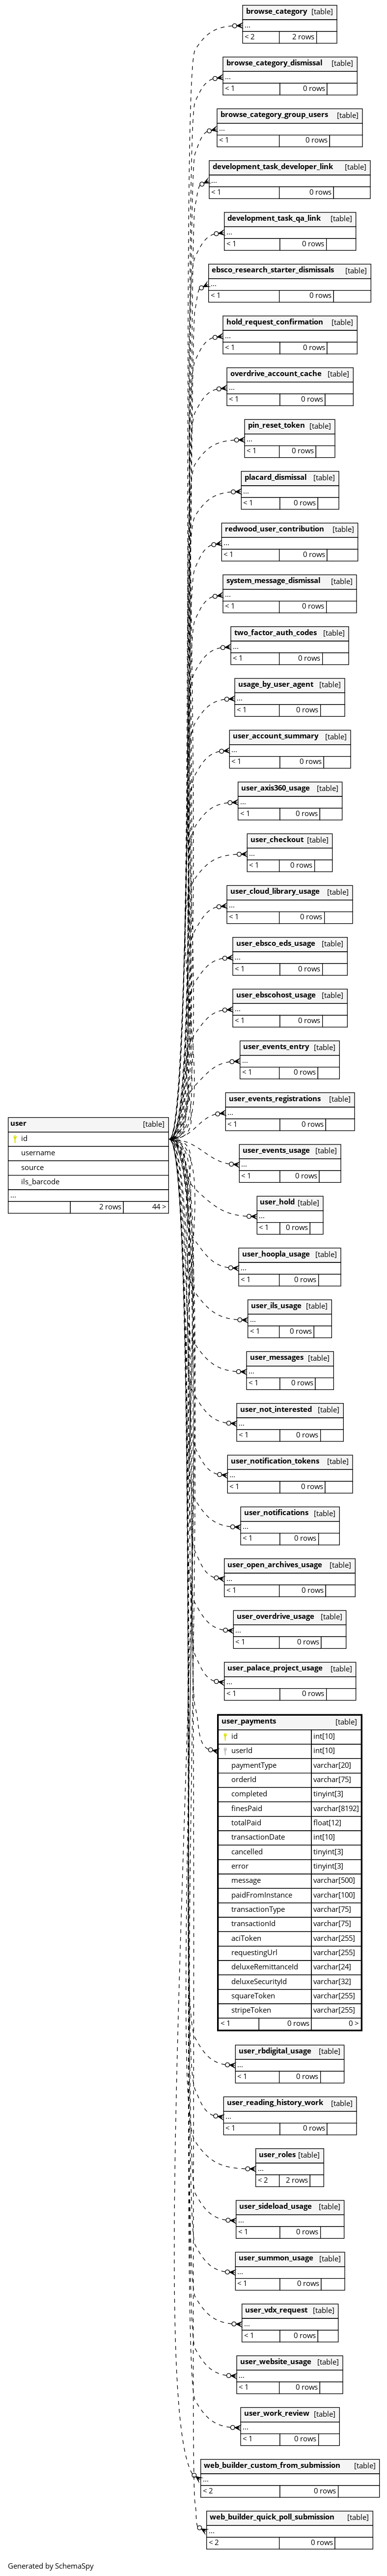 browse_category [table]
...
< 2 2 rows
browse_category_dismissal [table]
...
< 1 0 rows
browse_category_group_users [table]
...
< 1 0 rows
development_task_developer_link [table]
...
< 1 0 rows
development_task_qa_link [table]
...
< 1 0 rows
ebsco_research_starter_dismissals [table]
...
< 1 0 rows
hold_request_confirmation [table]
...
< 1 0 rows
overdrive_account_cache [table]
...
< 1 0 rows
pin_reset_token [table]
...
< 1 0 rows
placard_dismissal [table]
...
< 1 0 rows
redwood_user_contribution [table]
...
< 1 0 rows
system_message_dismissal [table]
...
< 1 0 rows
two_factor_auth_codes [table]
...
< 1 0 rows
usage_by_user_agent [table]
...
< 1 0 rows
user_account_summary [table]
...
< 1 0 rows
user_axis360_usage [table]
...
< 1 0 rows
user_checkout [table]
...
< 1 0 rows
user_cloud_library_usage [table]
...
< 1 0 rows
user_ebsco_eds_usage [table]
...
< 1 0 rows
user_ebscohost_usage [table]
...
< 1 0 rows
user_events_entry [table]
...
< 1 0 rows
user_events_registrations [table]
...
< 1 0 rows
user [table]
id
username
source
ils_barcode
...
2 rows 44 >
user_events_usage [table]
...
< 1 0 rows
user_hold [table]
...
< 1 0 rows
user_hoopla_usage [table]
...
< 1 0 rows
user_ils_usage [table]
...
< 1 0 rows
user_messages [table]
...
< 1 0 rows
user_not_interested [table]
...
< 1 0 rows
user_notification_tokens [table]
...
< 1 0 rows
user_notifications [table]
...
< 1 0 rows
user_open_archives_usage [table]
...
< 1 0 rows
user_overdrive_usage [table]
...
< 1 0 rows
user_palace_project_usage [table]
...
< 1 0 rows
user_payments [table]
id int[10]
userId int[10]
paymentType varchar[20]
orderId varchar[75]
completed tinyint[3]
finesPaid varchar[8192]
totalPaid float[12]
transactionDate int[10]
cancelled tinyint[3]
error tinyint[3]
message varchar[500]
paidFromInstance varchar[100]
transactionType varchar[75]
transactionId varchar[75]
aciToken varchar[255]
requestingUrl varchar[255]
deluxeRemittanceId varchar[24]
deluxeSecurityId varchar[32]
squareToken varchar[255]
stripeToken varchar[255]
< 1 0 rows 0 >
user_rbdigital_usage [table]
...
< 1 0 rows
user_reading_history_work [table]
...
< 1 0 rows
user_roles [table]
...
< 2 2 rows
user_sideload_usage [table]
...
< 1 0 rows
user_summon_usage [table]
...
< 1 0 rows
user_vdx_request [table]
...
< 1 0 rows
user_website_usage [table]
...
< 1 0 rows
user_work_review [table]
...
< 1 0 rows
web_builder_custom_from_submission [table]
...
< 2 0 rows
web_builder_quick_poll_submission [table]
...
< 2 0 rows
Generated by SchemaSpy